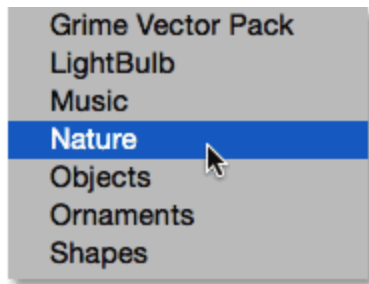 Grime Vector Pack
LightBulb
Music
Nature
Objects
Ornaments
Shapes